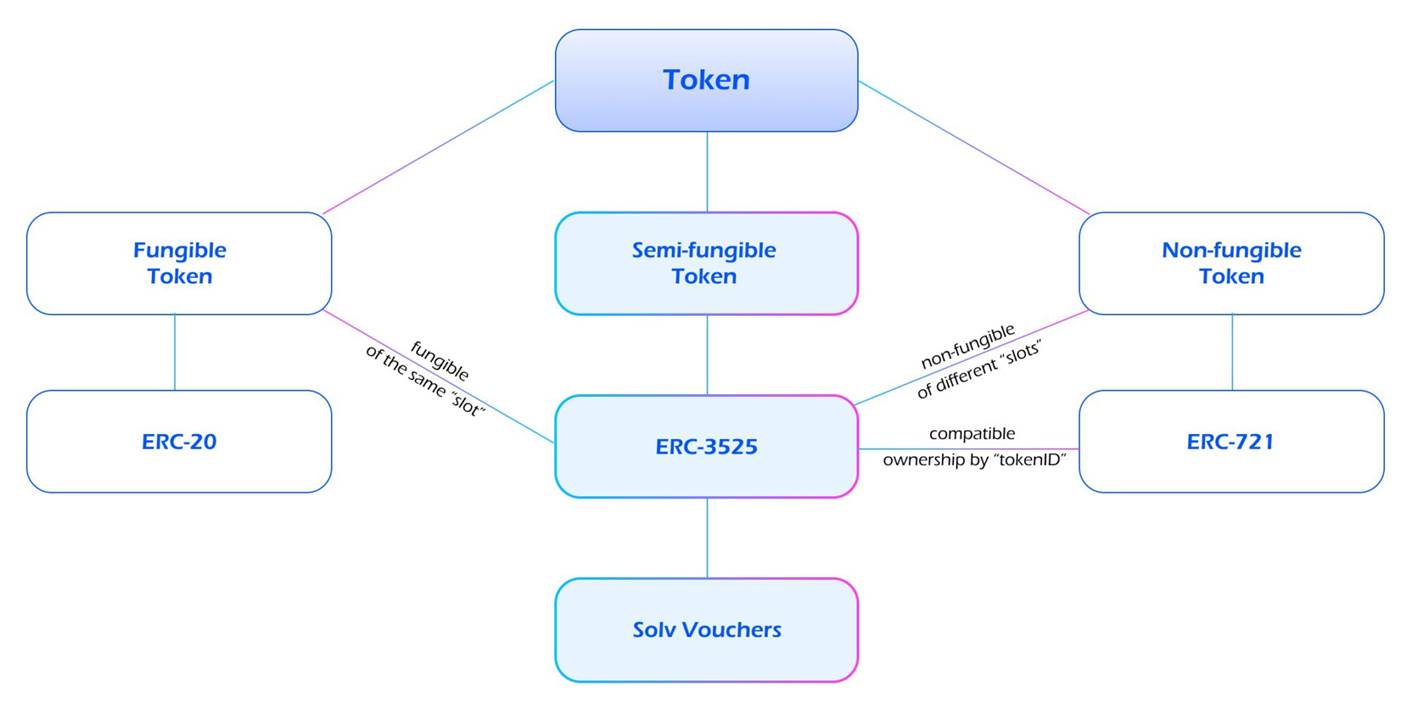 Token
Fungible
Token
Semi-fungible
Token
Non-fungible
Token
fungible
of the same “slot”
non-fungible
of different “slots”
ERC-20
ERC-3525
compatible
ownership by “tokenID”
ERC-721
Solv Vouchers